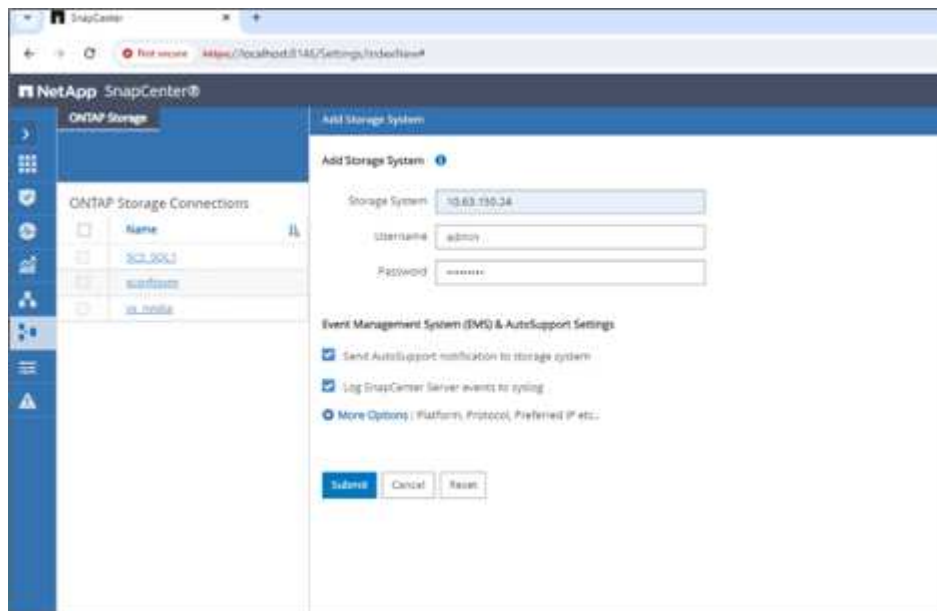 SnapCenter
Not secure https://localhost:8146/Settings/IndexNew#
NetApp SnapCenter®
ONTAP Storage
Add Storage System
Add Storage System
Storage System 10.63.150.24
Username admin
Password
ONTAP Storage Connections
Name
Event Management System (EMS) & AutoSupport Settings
Send AutoSupport notification to storage system
Log SnapCenter Server events to syslog
More Options : Platform, Protocol, Preferred IP etc..
Submit Cancel Reset